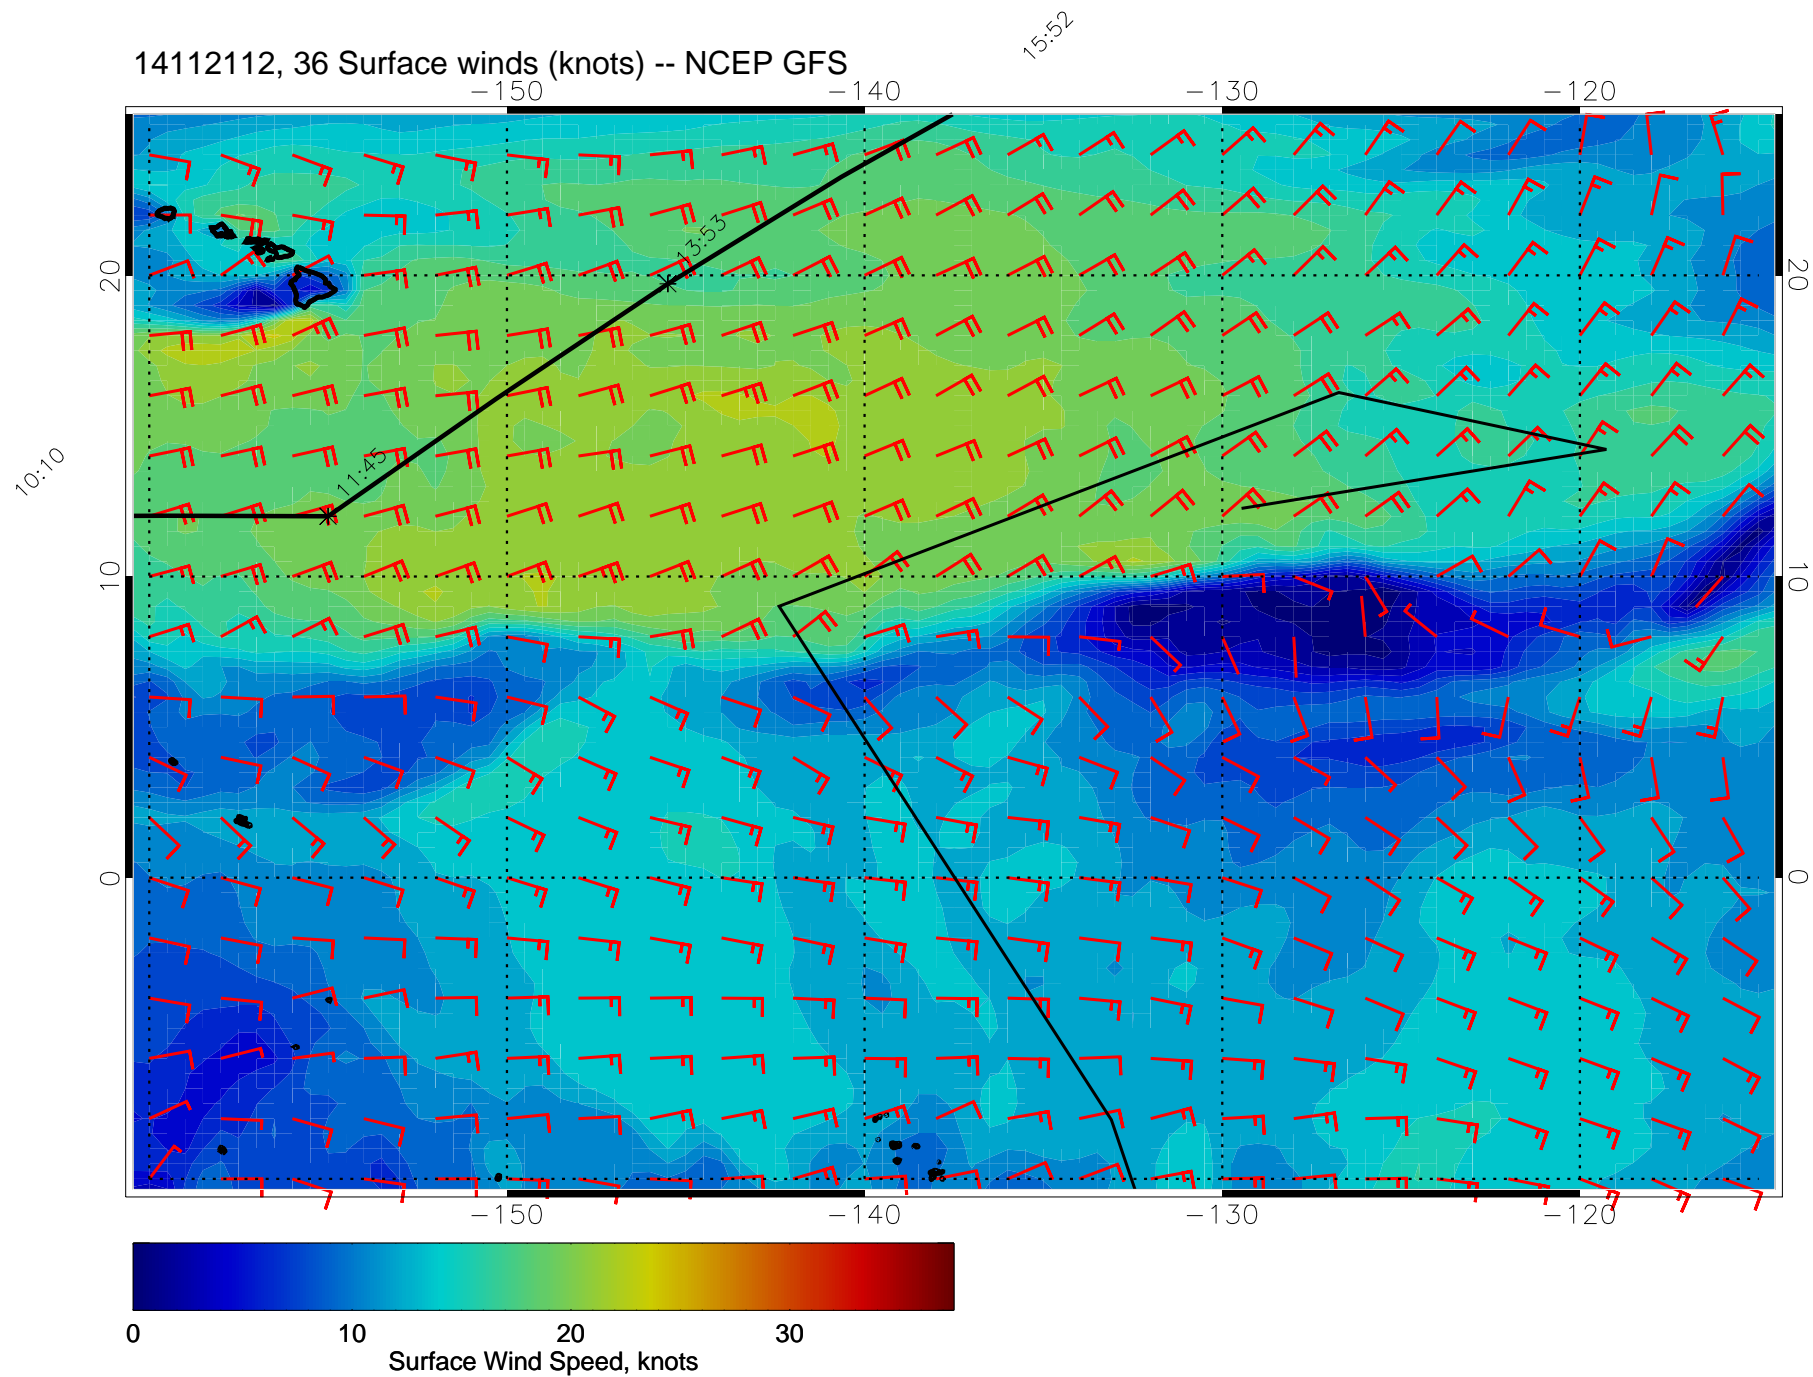 15:52
14112112, 36 Surface winds (knots) -- NCEP GFS
-150 -140 -130 -120
13:53
20 20
11:45
10:10
10 10
0 0
-150 -140 -130 -120
0 10 20 30
Surface Wind Speed, knots